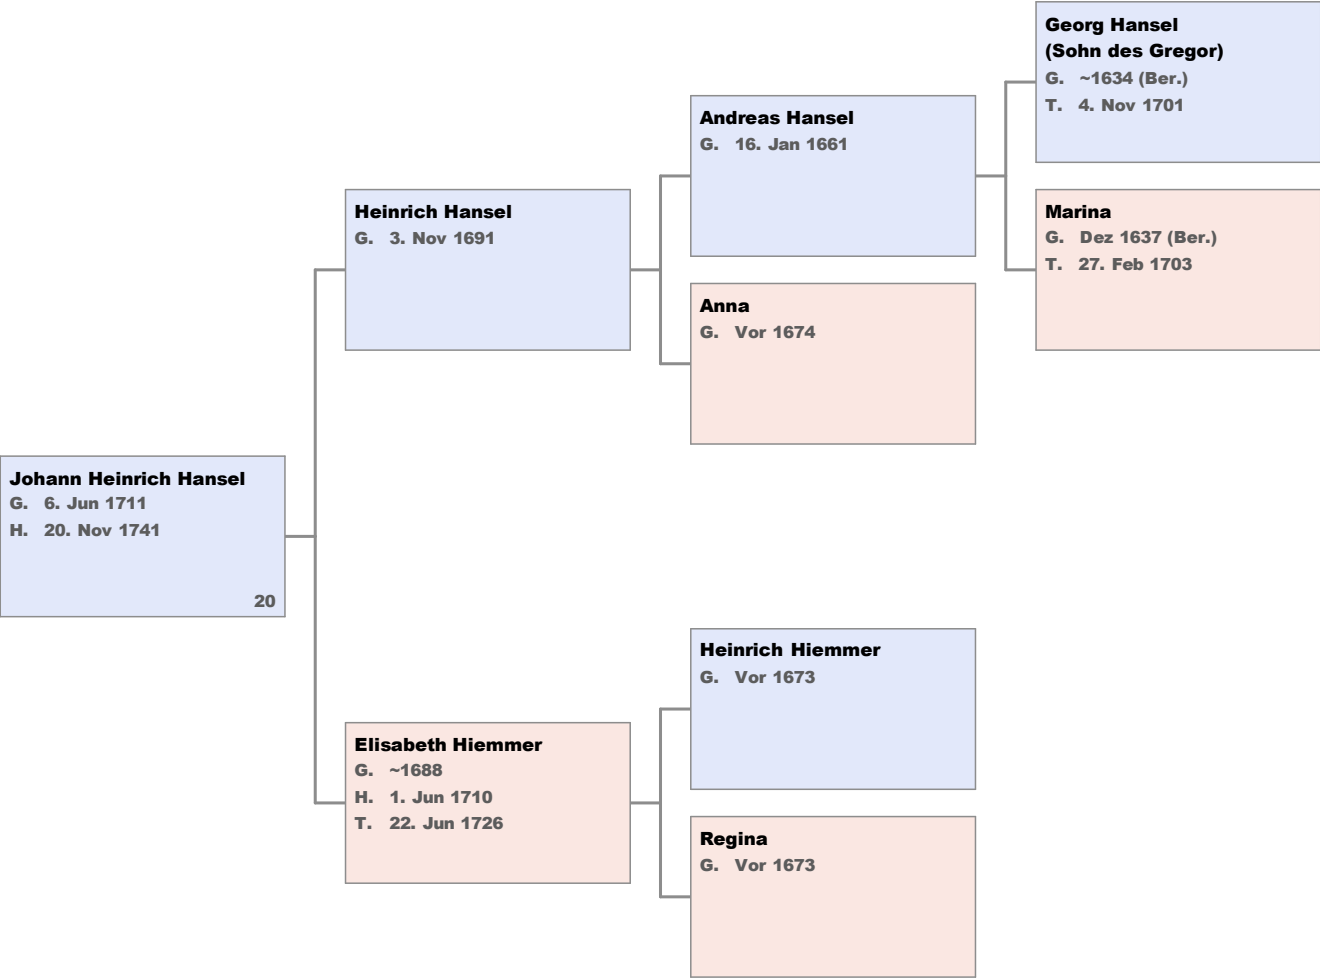 Georg Hansel
(Sohn des Gregor)
G. ~1634 (Ber.)
T. 4. Nov 1701
Andreas Hansel
G. 16. Jan 1661
Heinrich Hansel
G. 3. Nov 1691
Marina
G. Dez 1637 (Ber.)
T. 27. Feb 1703
Anna
G. Vor 1674
Johann Heinrich Hansel
G. 6. Jun 1711
H. 20. Nov 1741
20
Heinrich Hiemmer
G. Vor 1673
Elisabeth Hiemmer
G. ~1688
H. 1. Jun 1710
T. 22. Jun 1726
Regina
G. Vor 1673